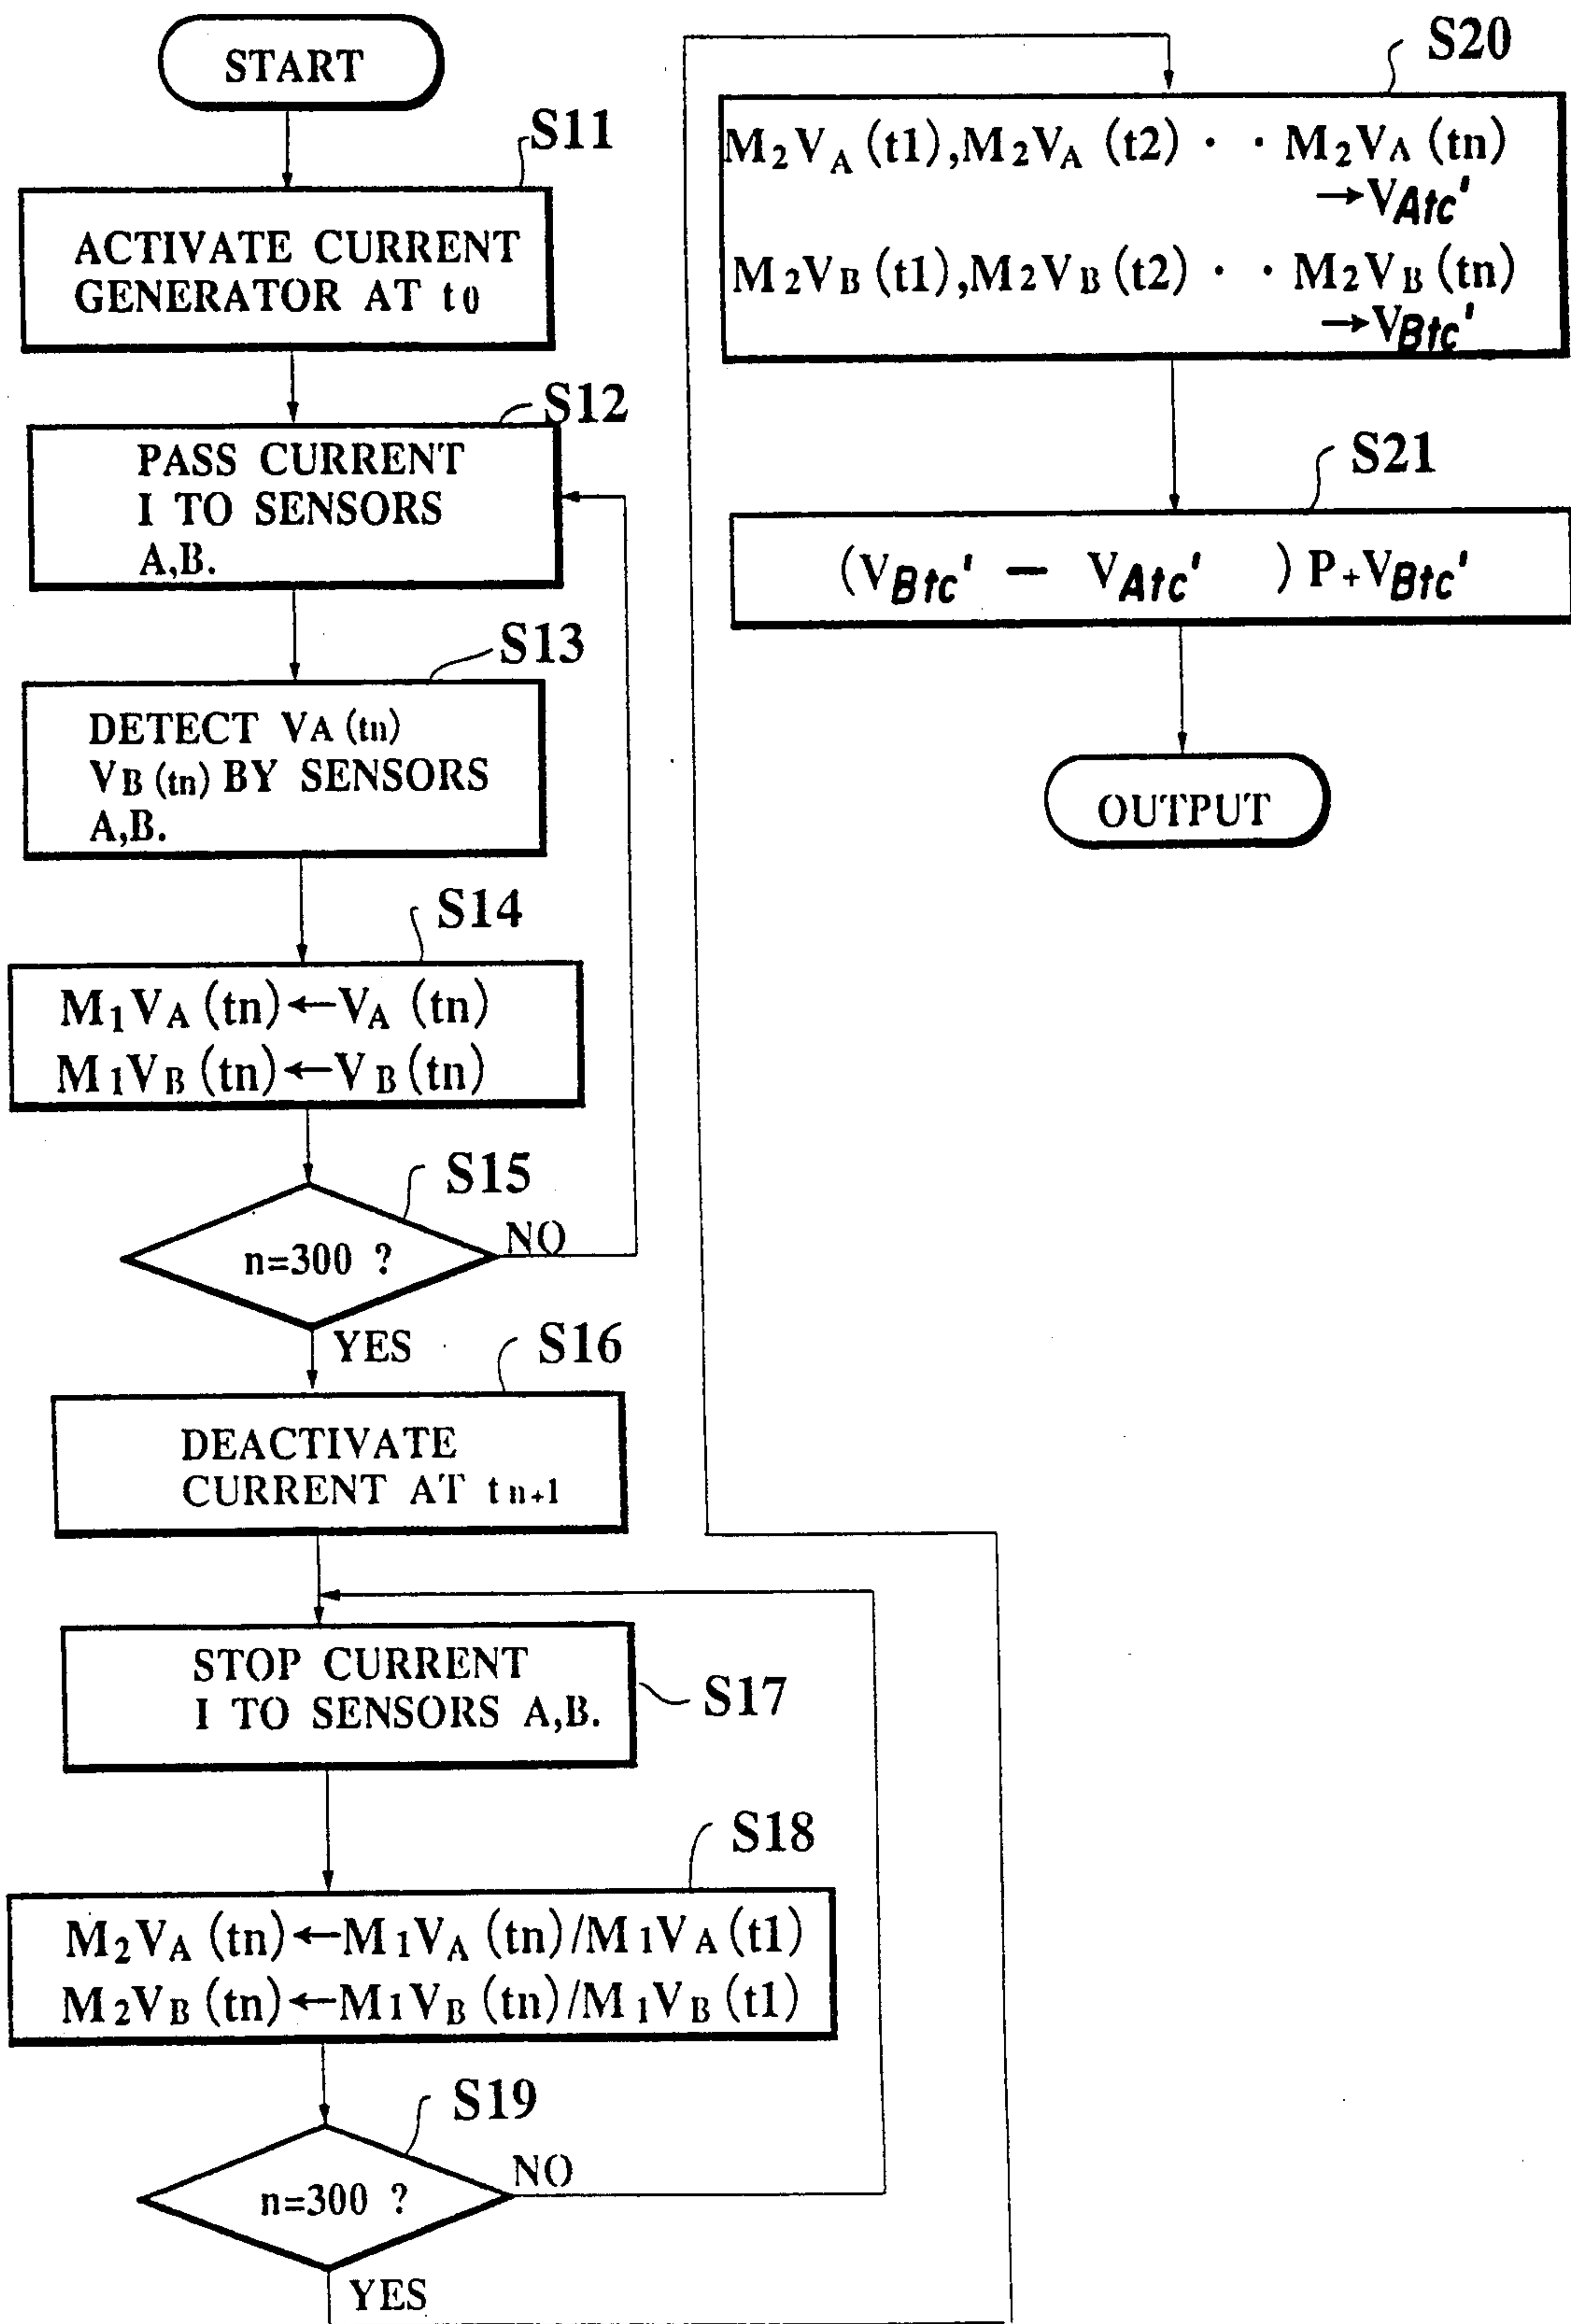 START
S11
ACTIVATE CURRENT
GENERATOR AT t0
S12
PASS CURRENT
I TO SENSORS
A,B.
S13
DETECT VA (tn)
VB (tn) BY SENSORS
A,B.
S14
M1VA (tn)←VA (tn)
M1VB (tn)←VB (tn)
S15
n=300 ?
NO
YES
S16
DEACTIVATE
CURRENT AT tn+1
STOP CURRENT
I TO SENSORS A,B.
S17
S18
M2VA (tn)←M1VA (tn)/M1VA (t1)
M2VB (tn)←M1VB (tn)/M1VB (t1)
S19
n=300 ?
NO
YES
S20
M2VA (t1),M2VA (t2) · · M2VA (tn)
→VAtc'
M2VB (t1),M2VB (t2) · · M2VB (tn)
→VBtc'
S21
(VBtc' − VAtc' ) P+VBtc'
OUTPUT